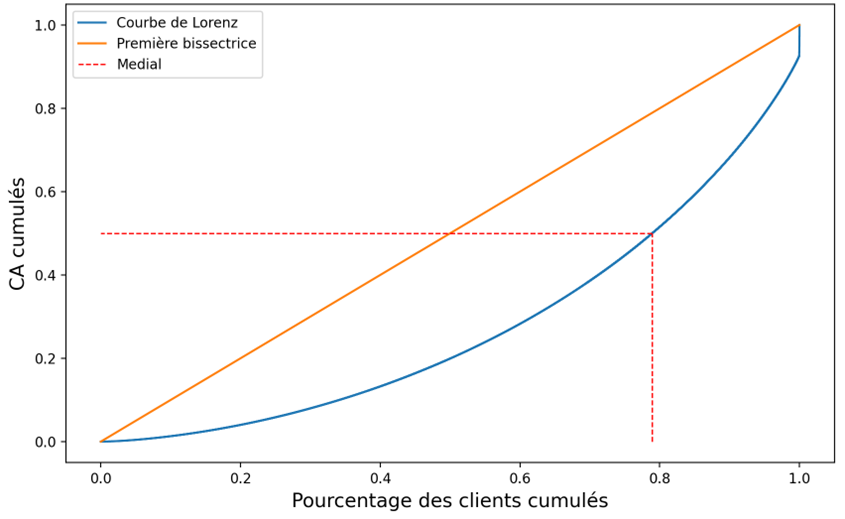 Courbe de Lorenz
Première bissectrice
Medial
1.0
0.8
0.6
0.4
0.2
0.0
CA cumulés
0.0 0.2 0.4 0.6 0.8 1.0
Pourcentage des clients cumulés